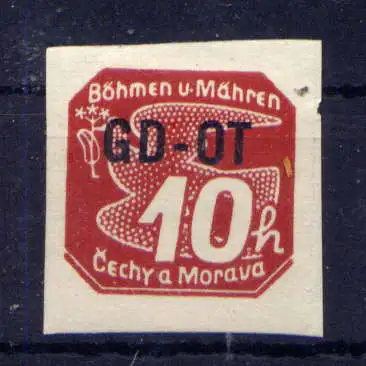 Böhmen u. Mähren
GD-OT
10h
Čechy a Morava